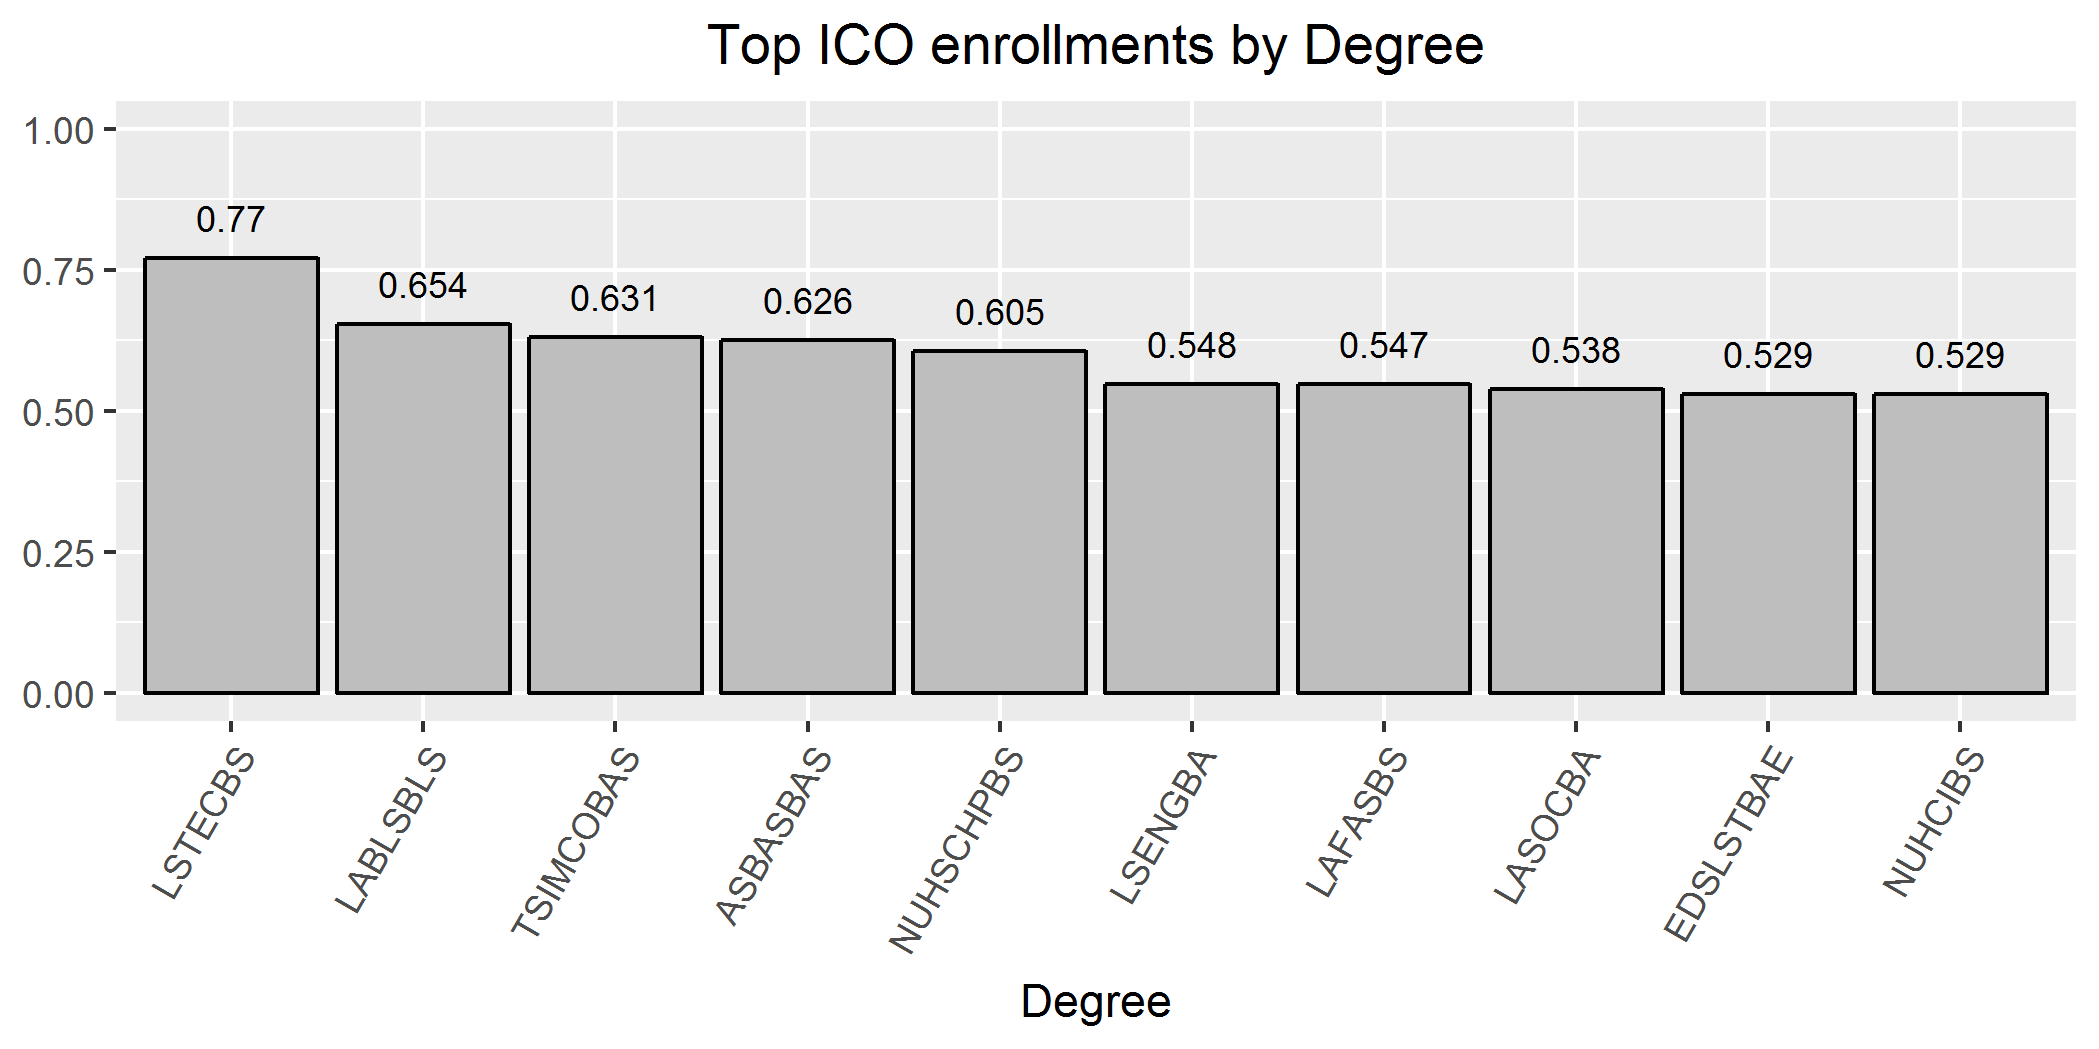 Top ICO enrollments by Degree
1.00
0.75
0.50
0.25
0.00
0.77
0.654
0.631
0.626
0.605
0.548
0.547
0.538
0.529
0.529
LSTECBS
LABLSBLS
TSIMCOBAS
ASBASBAS
NUHSCHPBS
LSENGBA
LAFASBS
LASOCBA
EDSLSTBAE
NUHCIBS
Degree